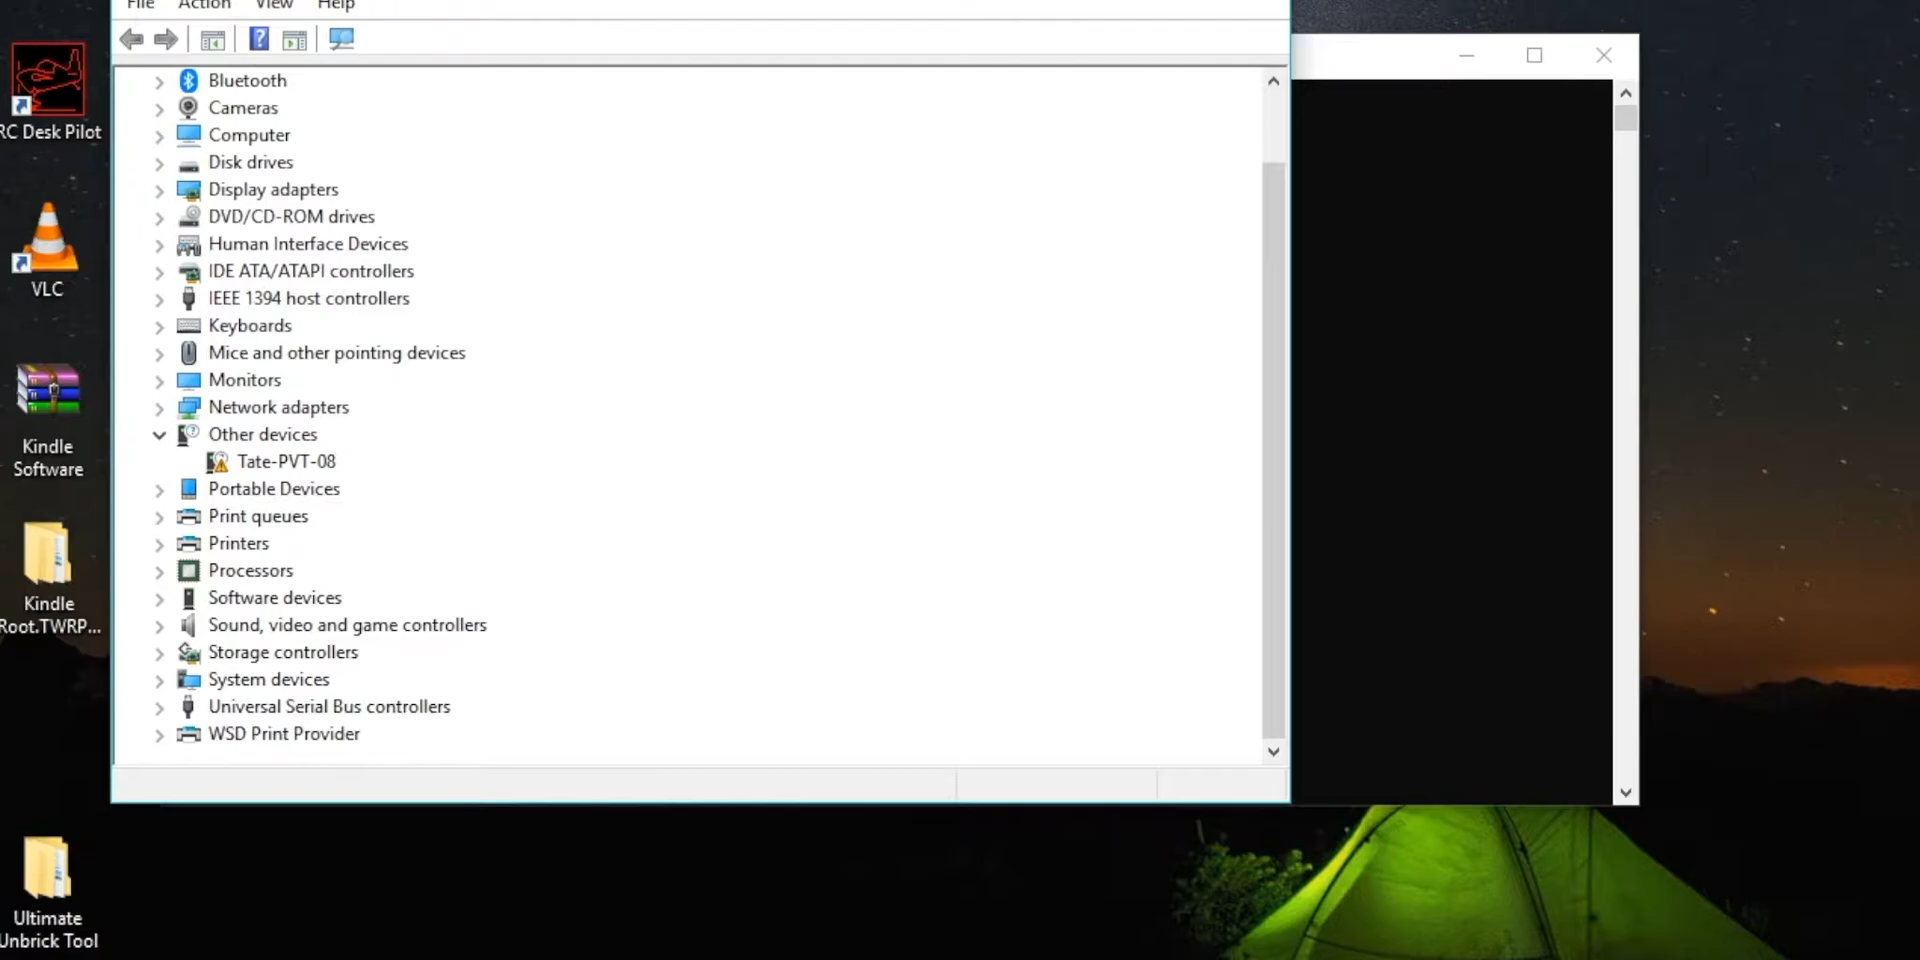 File Action View Help
Bluetooth
Cameras
Computer
Disk drives
Display adapters
DVD/CD-ROM drives
Human Interface Devices
IDE ATA/ATAPI controllers
IEEE 1394 host controllers
Keyboards
Mice and other pointing devices
Monitors
Network adapters
Other devices
Tate-PVT-08
Portable Devices
Print queues
Printers
Processors
Software devices
Sound, video and game controllers
Storage controllers
System devices
Universal Serial Bus controllers
WSD Print Provider
RC Desk Pilot
VLC
Kindle
Software
Kindle
Root.TWRP...
Ultimate
Unbrick Tool